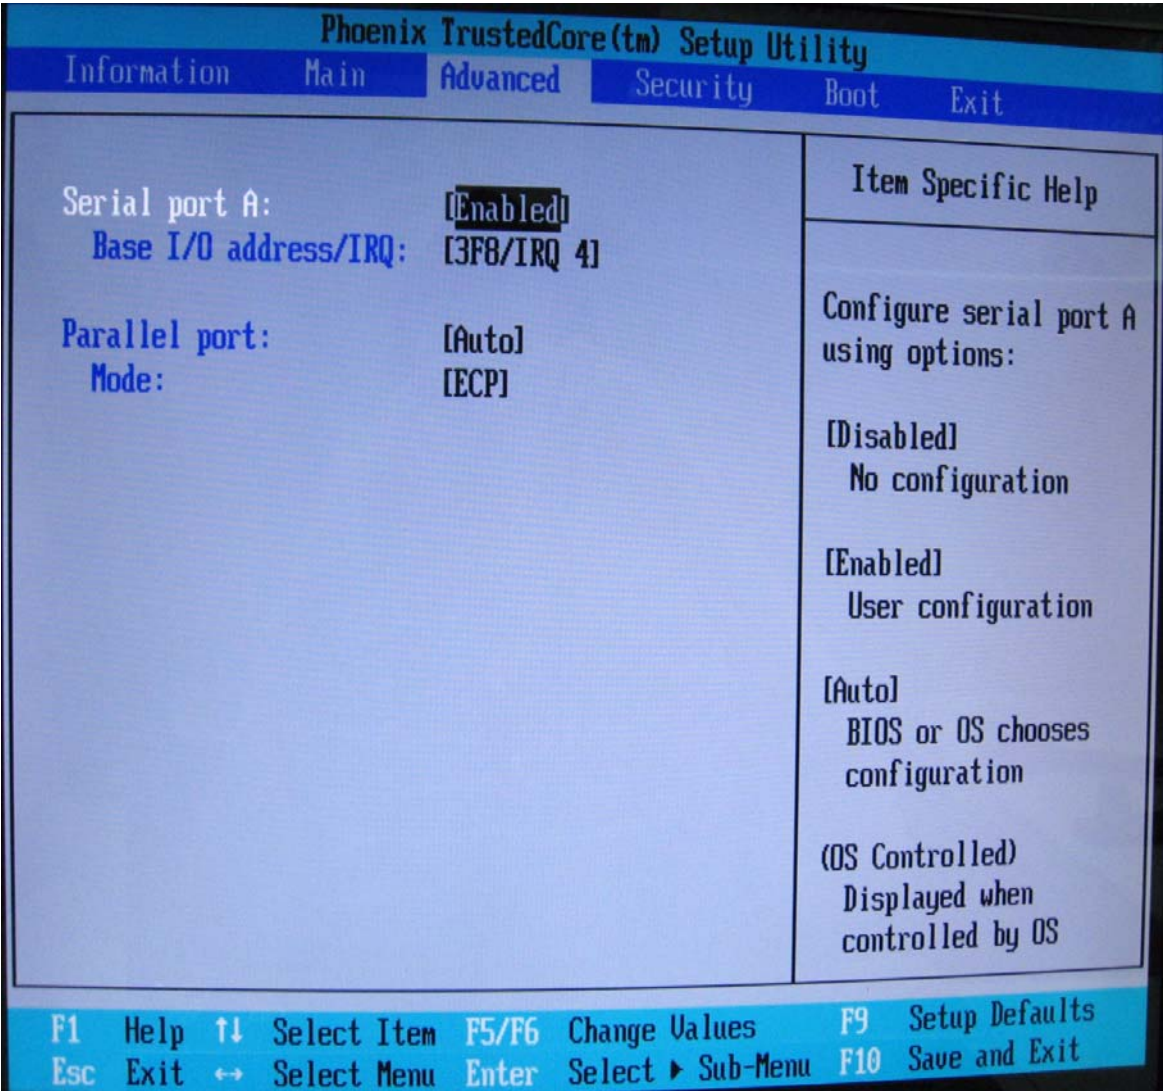 Phoenix TrustedCore(tm) Setup Utility
Information Main Advanced Security Boot Exit
Serial port A: [Enabled]
Base I/O address/IRQ: [3F8/IRQ 4]
Parallel port: [Auto]
Mode: [ECP]
Item Specific Help
Configure serial port A
using options:
[Disabled]
No configuration
[Enabled]
User configuration
[Auto]
BIOS or OS chooses
configuration
(OS Controlled)
Displayed when
controlled by OS
F1 Help ↑↓ Select Item F5/F6 Change Values F9 Setup Defaults
Esc Exit ↔ Select Menu Enter Select ▶ Sub-Menu F10 Save and Exit